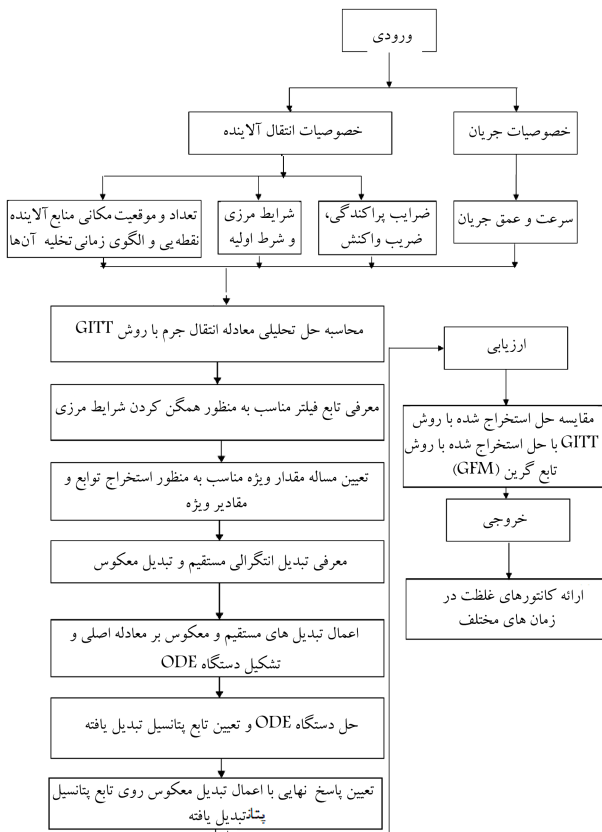 ورودی
خصوصیات انتقال آلاینده
خصوصیات جریان
تعداد و موقعیت مکانی منابع آلاینده
نقطه‌یی و الگوی زمانی تخلیه آن‌ها
شرایط مرزی
و شرط اولیه
ضرایب پراکندگی،
ضریب واکنش
سرعت و عمق جریان
محاسبه حل تحلیلی معادله انتقال جرم با روش GITT
معرفی تابع فیلتر مناسب به منظور همگن کردن شرایط مرزی
تعیین مساله مقدار ویژه مناسب به منظور استخراج توابع و
مقادیر ویژه
معرفی تبدیل انتگرالی مستقیم و تبدیل معکوس
اعمال تبدیل های مستقیم و معکوس بر معادله اصلی و
تشکیل دستگاه ODE
حل دستگاه ODE و تعیین تابع پتانسیل تبدیل یافته
تعیین پاسخ نهایی با اعمال تبدیل معکوس روی تابع پتانسیل
تبدیل یافته
ارزیابی
مقایسه حل استخراج شده با روش
GITT با حل استخراج شده با روش
تابع گرین (GFM)
خروجی
ارائه کانتورهای غلظت در
زمان های مختلف